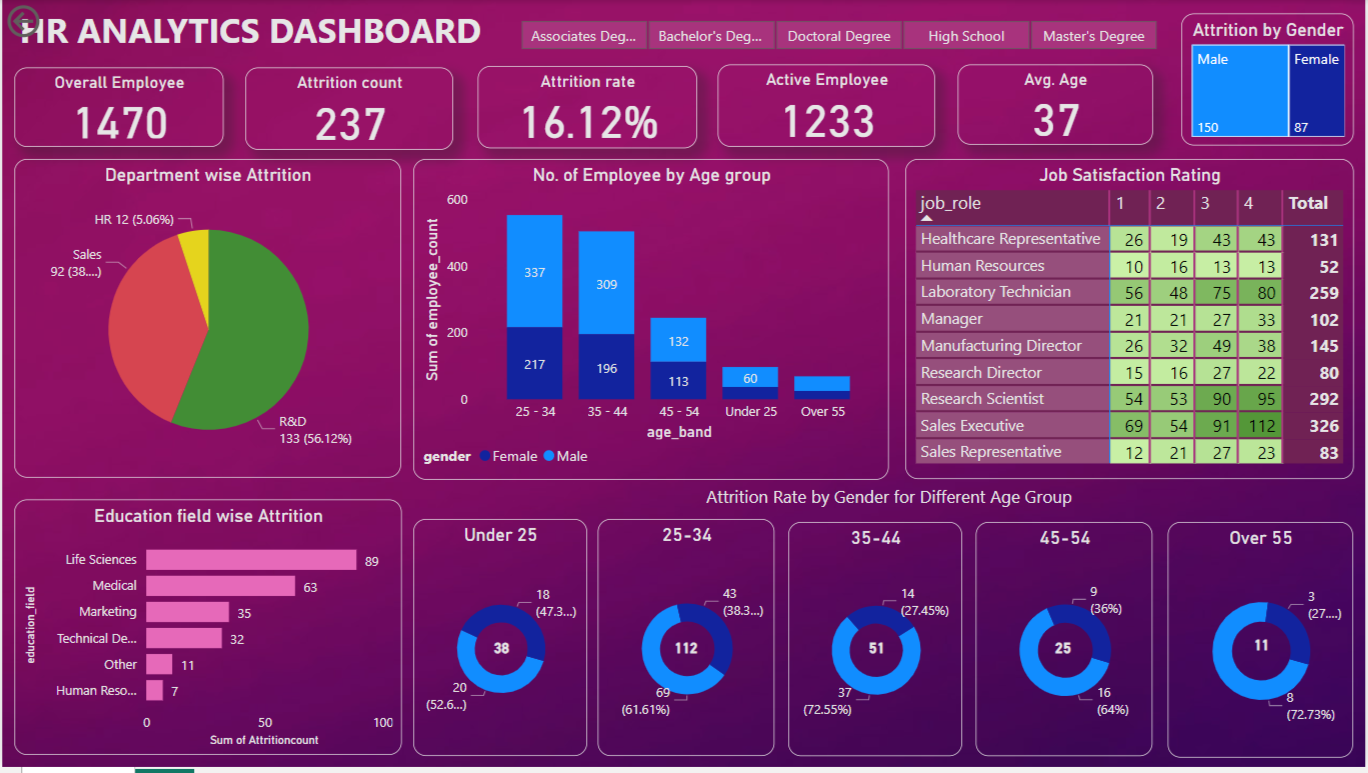 HR ANALYTICS DASHBOARD
Associates Deg... Bachelor's Deg... Doctoral Degree High School Master's Degree
Attrition by Gender
Male Female
150 87
Overall Employee
1470
Attrition count
237
Attrition rate
16.12%
Active Employee
1233
Avg. Age
37
Department wise Attrition
HR 12 (5.06%)
Sales
92 (38....)
R&D
133 (56.12%)
No. of Employee by Age group
Sum of employee_count
600
400
200
0
337 309 132 60
217 196 113
25 - 34 35 - 44 45 - 54 Under 25 Over 55
age_band
gender Female Male
Job Satisfaction Rating
job_role 1 2 3 4 Total
Healthcare Representative 26 19 43 43 131
Human Resources 10 16 13 13 52
Laboratory Technician 56 48 75 80 259
Manager 21 21 27 33 102
Manufacturing Director 26 32 49 38 145
Research Director 15 16 27 22 80
Research Scientist 54 53 90 95 292
Sales Executive 69 54 91 112 326
Sales Representative 12 21 27 23 83
Education field wise Attrition
education_field
Life Sciences 89
Medical 63
Marketing 35
Technical De... 32
Other 11
Human Reso... 7
0 50 100
Sum of Attritioncount
Attrition Rate by Gender for Different Age Group
Under 25
18
(47.3...)
38
20
(52.6...)
25-34
43
(38.3...)
112
69
(61.61%)
35-44
14
(27.45%)
51
37
(72.55%)
45-54
9
(36%)
25
16
(64%)
Over 55
3
(27....)
11
8
(72.73%)